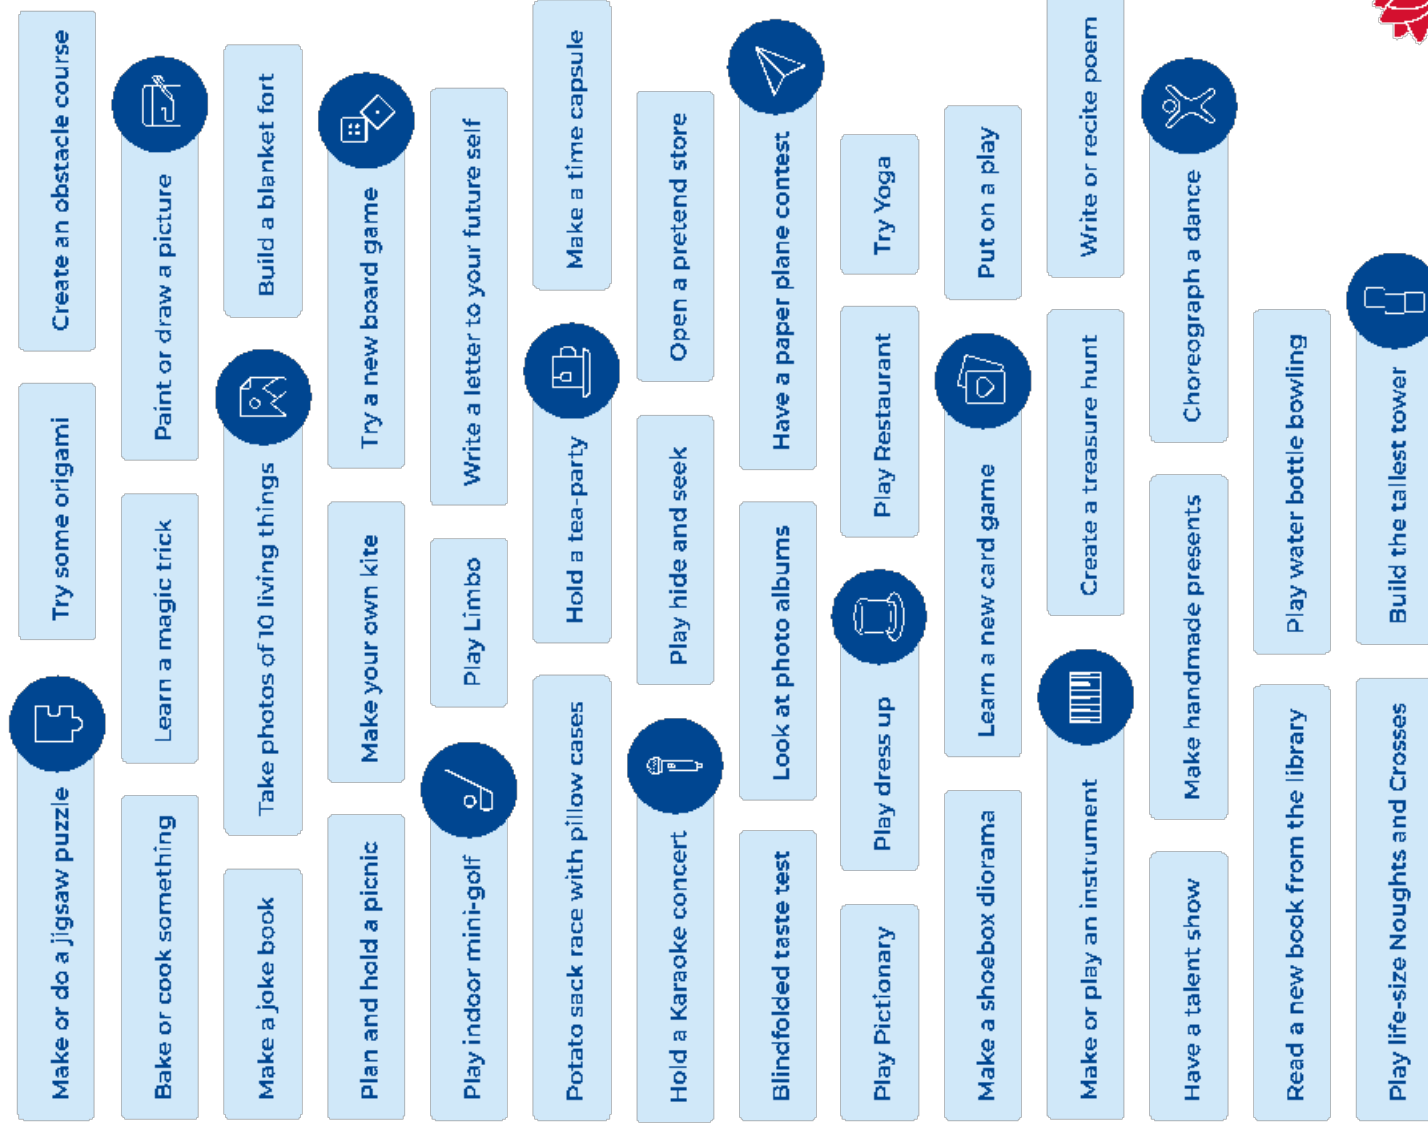 Make or do a jigsaw puzzle
Try some origami
Create an obstacle course
Bake or cook something
Learn a magic trick
Paint or draw a picture
Make a joke book
Take photos of 10 living things
Build a blanket fort
Plan and hold a picnic
Make your own kite
Try a new board game
Play indoor mini-golf
Play Limbo
Write a letter to your future self
Potato sack race with pillow cases
Hold a tea-party
Make a time capsule
Hold a Karaoke concert
Play hide and seek
Open a pretend store
Blindfolded taste test
Look at photo albums
Have a paper plane contest
Play Pictionary
Play dress up
Play Restaurant
Try Yoga
Make a shoebox diorama
Learn a new card game
Put on a play
Make or play an instrument
Create a treasure hunt
Write or recite poem
Have a talent show
Make handmade presents
Choreograph a dance
Read a new book from the library
Play water bottle bowling
Play life-size Noughts and Crosses
Build the tallest tower